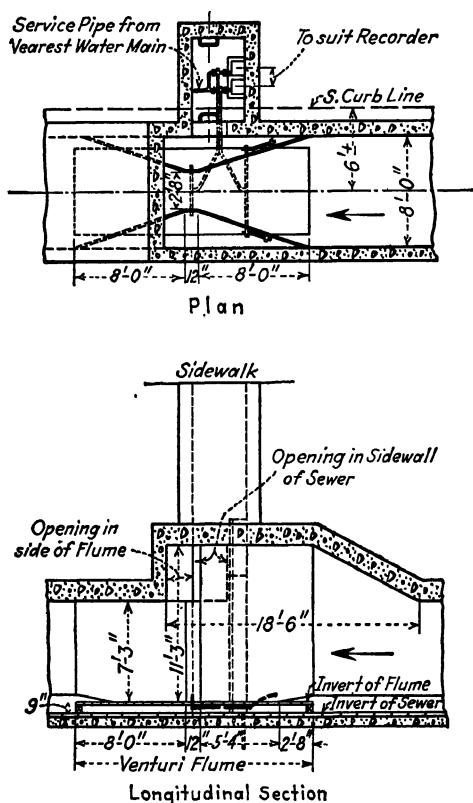 Service Pipe from
Nearest Water Main
To suit Recorder
S. Curb Line
6'±
2'-8"
8'-0"
8'-0" 12" 8'-0"
Plan
Sidewalk
Opening in Sidewall
of Sewer
Opening in
side of Flume
18'-6"
7'-3"
11'-3"
Invert of Flume
Invert of Sewer
9"
8'-0" 12" 5'-4" 2'-8"
Venturi Flume
Longitudinal Section